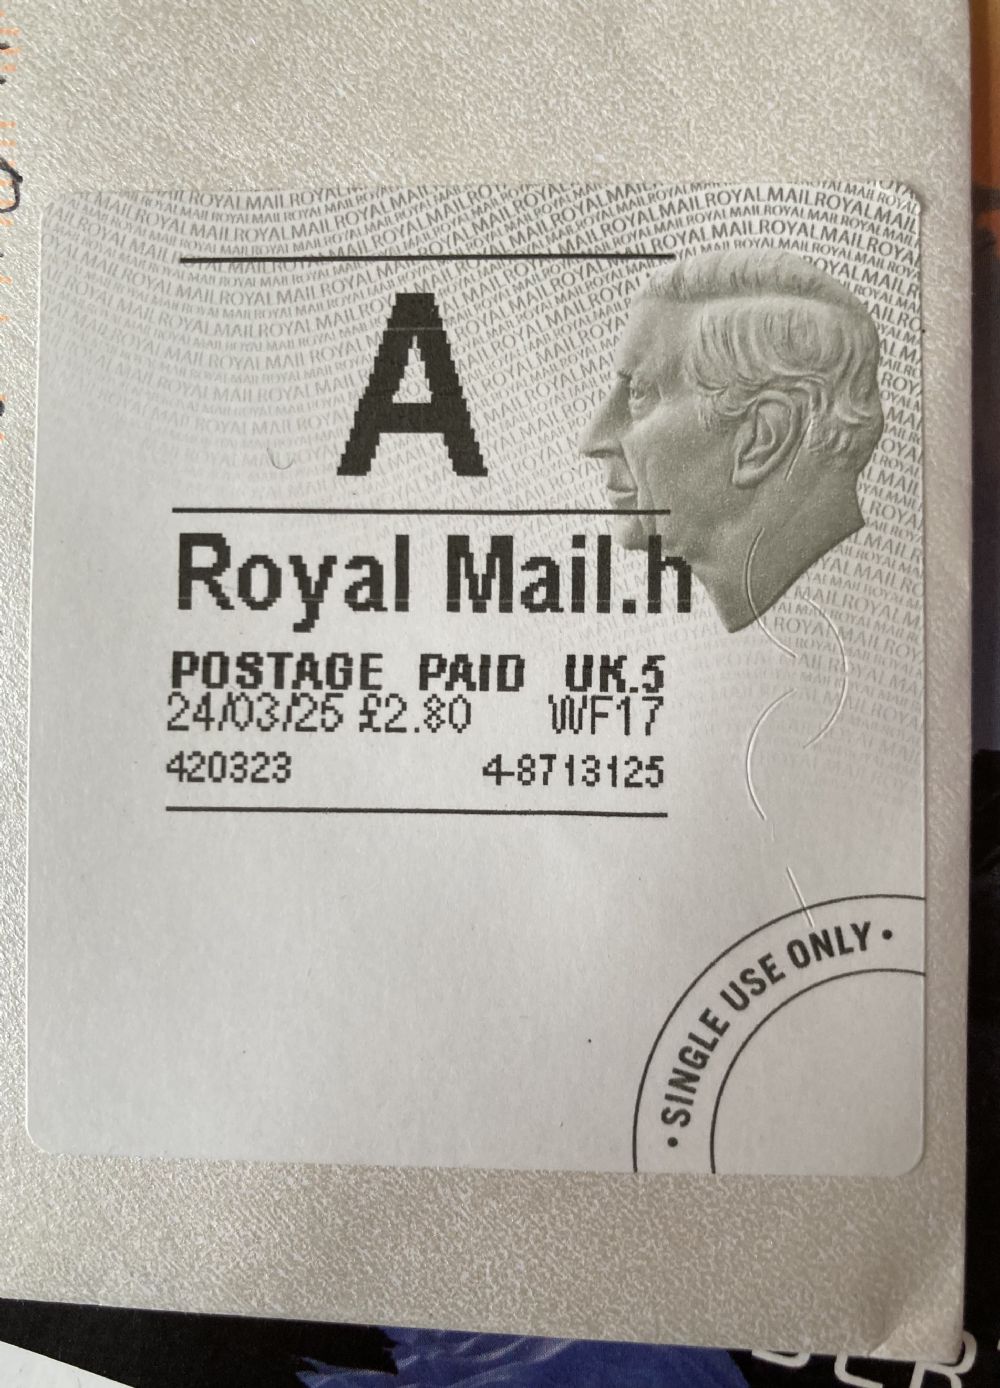 A
Royal Mail.h
POSTAGE PAID UK.5
24/03/25 £2.80 WF17
420323 4-8713125
• SINGLE USE ONLY •